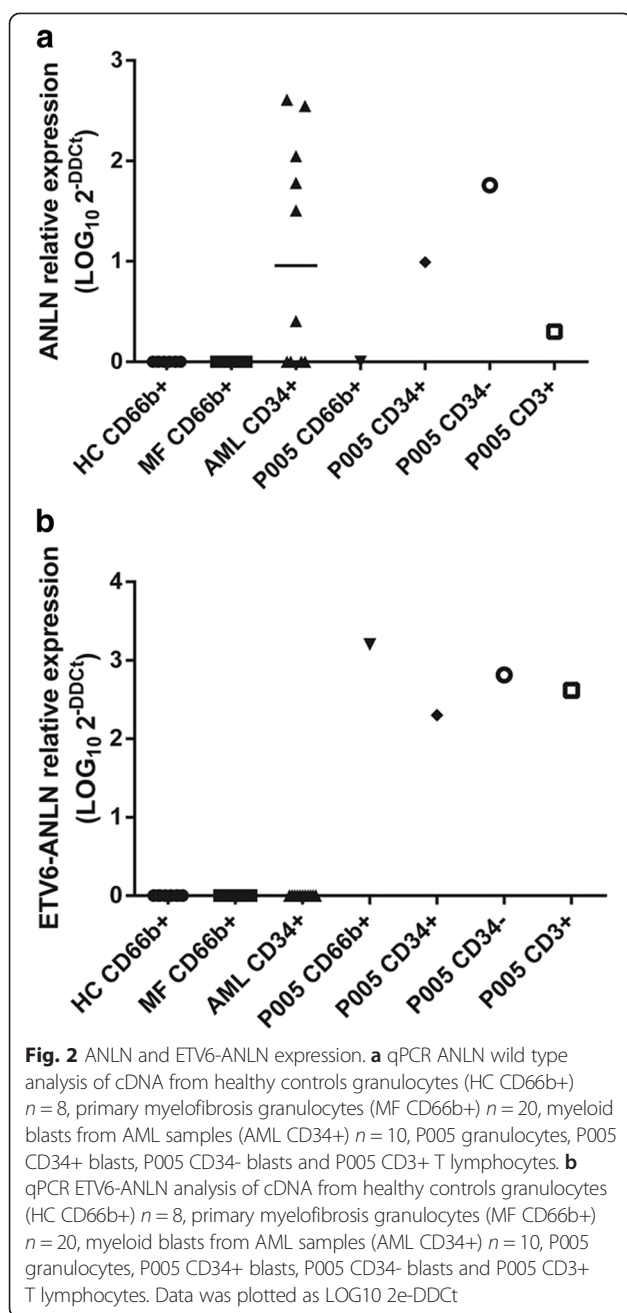 a
3
2
1
0
ANLN relative expression
(LOG10 2-DDCt)
HC CD66b+
MF CD66b+
AML CD34+
P005 CD66b+
P005 CD34+
P005 CD34-
P005 CD3+
b
4
3
2
1
0
ETV6-ANLN relative expression
(LOG10 2-DDCt)
HC CD66b+
MF CD66b+
AML CD34+
P005 CD66b+
P005 CD34+
P005 CD34-
P005 CD3+
Fig. 2 ANLN and ETV6-ANLN expression. a qPCR ANLN wild type
analysis of cDNA from healthy controls granulocytes (HC CD66b+)
n = 8, primary myelofibrosis granulocytes (MF CD66b+) n = 20, myeloid
blasts from AML samples (AML CD34+) n = 10, P005 granulocytes, P005
CD34+ blasts, P005 CD34- blasts and P005 CD3+ T lymphocytes. b
qPCR ETV6-ANLN analysis of cDNA from healthy controls granulocytes
(HC CD66b+) n = 8, primary myelofibrosis granulocytes (MF CD66b+)
n = 20, myeloid blasts from AML samples (AML CD34+) n = 10, P005
granulocytes, P005 CD34+ blasts, P005 CD34- blasts and P005 CD3+
T lymphocytes. Data was plotted as LOG10 2e-DDCt